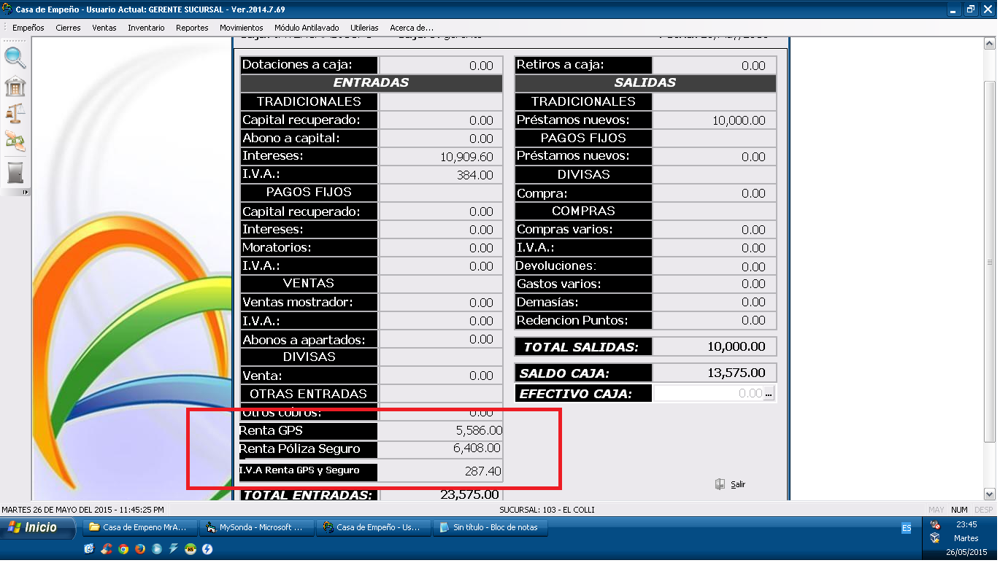 Casa de Empeño - Usuario Actual: GERENTE SUCURSAL - Ver.2014.7.69
Empeños Cierres Ventas Inventario Reportes Movimientos Módulo Antilavado Utilerias Acerca de...
Dotaciones a caja: 0.00
ENTRADAS
TRADICIONALES
Capital recuperado: 0.00
Abono a capital: 0.00
Intereses: 10,909.60
I.V.A.: 384.00
PAGOS FIJOS
Capital recuperado: 0.00
Intereses: 0.00
Moratorios: 0.00
I.V.A.: 0.00
VENTAS
Ventas mostrador: 0.00
I.V.A.: 0.00
Abonos a apartados: 0.00
DIVISAS
Venta: 0.00
OTRAS ENTRADAS
Otros cobros: 0.00
Renta GPS 5,586.00
Renta Póliza Seguro 6,408.00
I.V.A Renta GPS y Seguro 287.40
TOTAL ENTRADAS: 23,575.00
Retiros a caja: 0.00
SALIDAS
TRADICIONALES
Préstamos nuevos: 10,000.00
PAGOS FIJOS
Préstamos nuevos: 0.00
DIVISAS
Compra: 0.00
COMPRAS
Compras varios: 0.00
I.V.A.: 0.00
Devoluciones: 0.00
Gastos varios: 0.00
Demasías: 0.00
Redencion Puntos: 0.00
TOTAL SALIDAS: 10,000.00
SALDO CAJA: 13,575.00
EFECTIVO CAJA: 0.00 ...
Salir
MARTES 26 DE MAYO DEL 2015 - 11:45:25 PM SUCURSAL: 103 - EL COLLI MAY NUM DESP
Inicio Casa de Empeno MrA... MySonda - Microsoft ... Casa de Empeño - Us... Sin título - Bloc de notas ES 23:45
Martes
26/05/2015